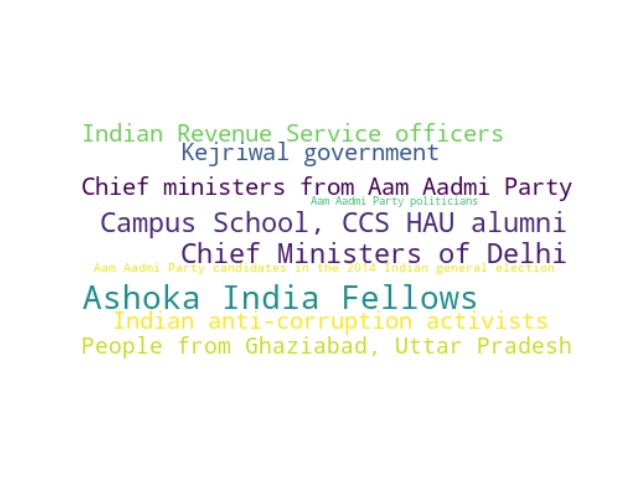 Indian Revenue Service officers
Kejriwal government
Chief ministers from Aam Aadmi Party
Aam Aadmi Party politicians
Campus School, CCS HAU alumni
Chief Ministers of Delhi
Aam Aadmi Party candidates in the 2014 Indian general election
Ashoka India Fellows
Indian anti-corruption activists
People from Ghaziabad, Uttar Pradesh